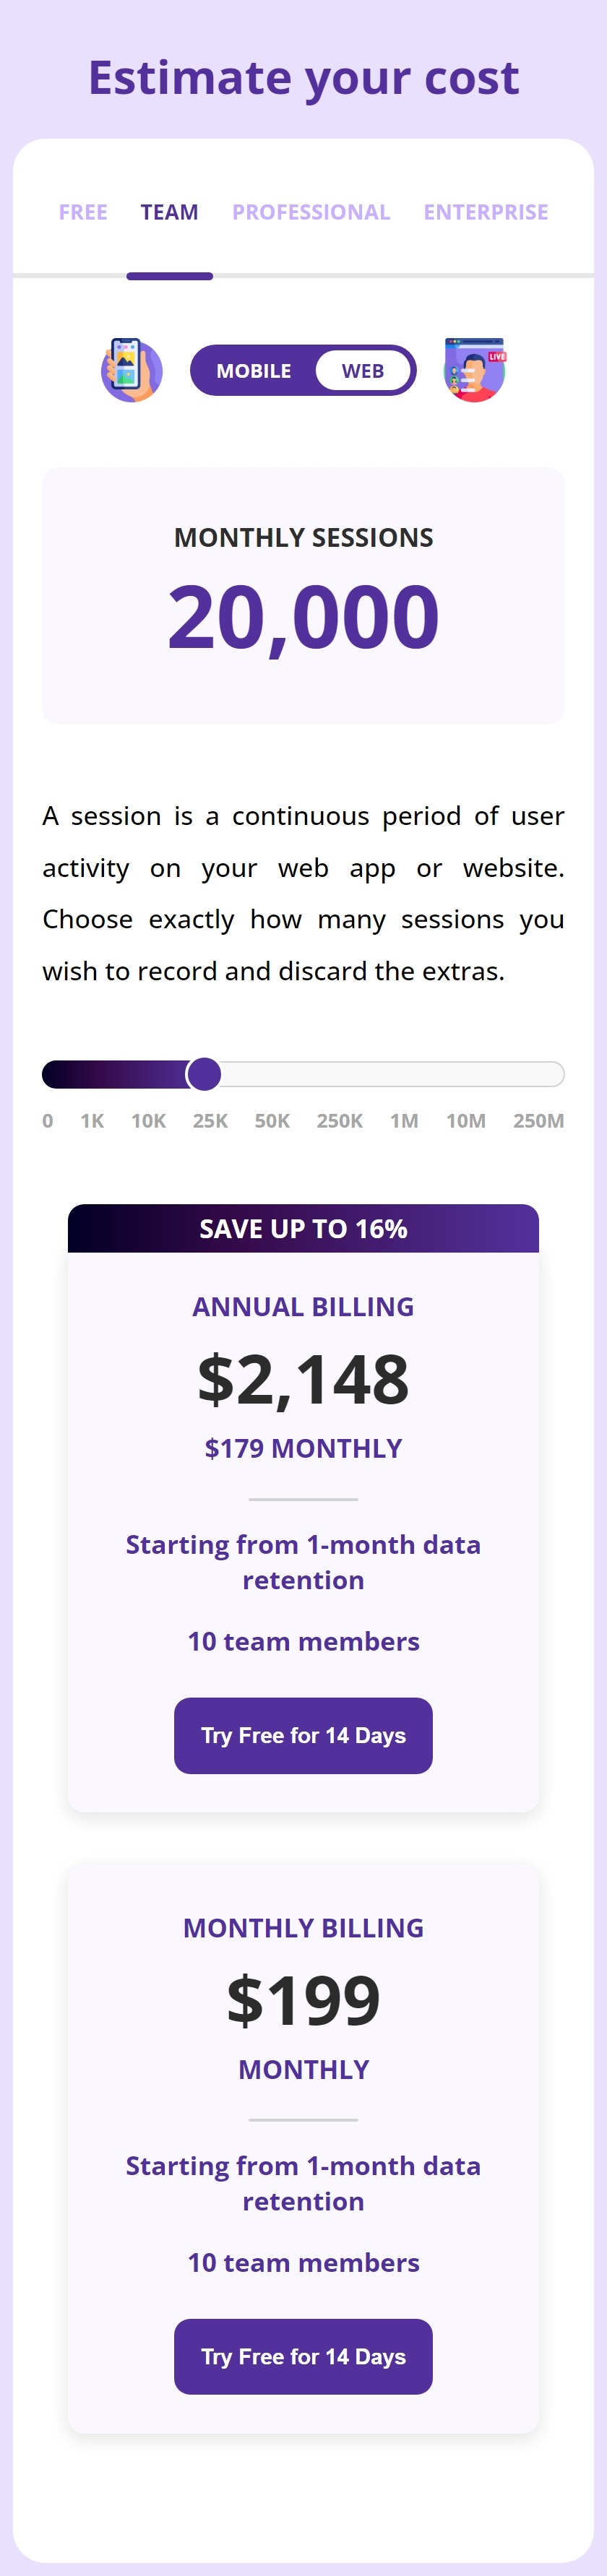 Estimate your cost
FREE TEAM PROFESSIONAL ENTERPRISE
MOBILE WEB
LIVE
MONTHLY SESSIONS
20,000
A session is a continuous period of user
activity on your web app or website.
Choose exactly how many sessions you
wish to record and discard the extras.
0 1K 10K 25K 50K 250K 1M 10M 250M
SAVE UP TO 16%
ANNUAL BILLING
$2,148
$179 MONTHLY
Starting from 1-month data
retention
10 team members
Try Free for 14 Days
MONTHLY BILLING
$199
MONTHLY
Starting from 1-month data
retention
10 team members
Try Free for 14 Days